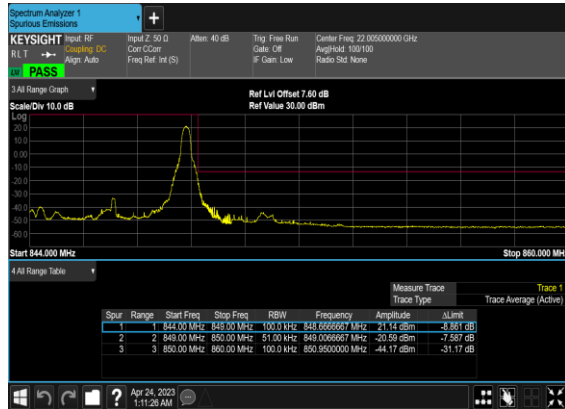 Spectrum Analyzer 1
Spurious Emissions
+
KEYSIGHT Input: RF Input Z: 50 Ω Atten: 40 dB Trig: Free Run Center Freq: 22.005000000 GHz
RLT Coupling: DC Corr CCorr Gate: Off Avg|Hold: 100/100
Align: Auto Freq Ref: Int (S) IF Gain: Low Radio Std: None
PASS
3 All Range Graph
Ref Lvl Offset 7.60 dB
Scale/Div 10.0 dB Ref Value 30.00 dBm
Log
20.0
10.0
0.00
-10.0
-20.0
-30.0
-40.0
-50.0
-60.0
Start 844.000 MHz Stop 860.000 MH
4 All Range Table
Measure Trace Trace 1
Trace Type Trace Average (Active)
Spur Range Start Freq Stop Freq RBW Frequency Amplitude ΔLimit
1 1 844.00 MHz 849.00 MHz 100.0 kHz 848.6666667 MHz 21.14 dBm -8.861 dB
2 2 849.00 MHz 850.00 MHz 51.00 kHz 849.0066667 MHz -20.59 dBm -7.587 dB
3 3 850.00 MHz 860.00 MHz 100.0 kHz 850.9500000 MHz -44.17 dBm -31.17 dB
? Apr 24, 2023
1:11:26 AM